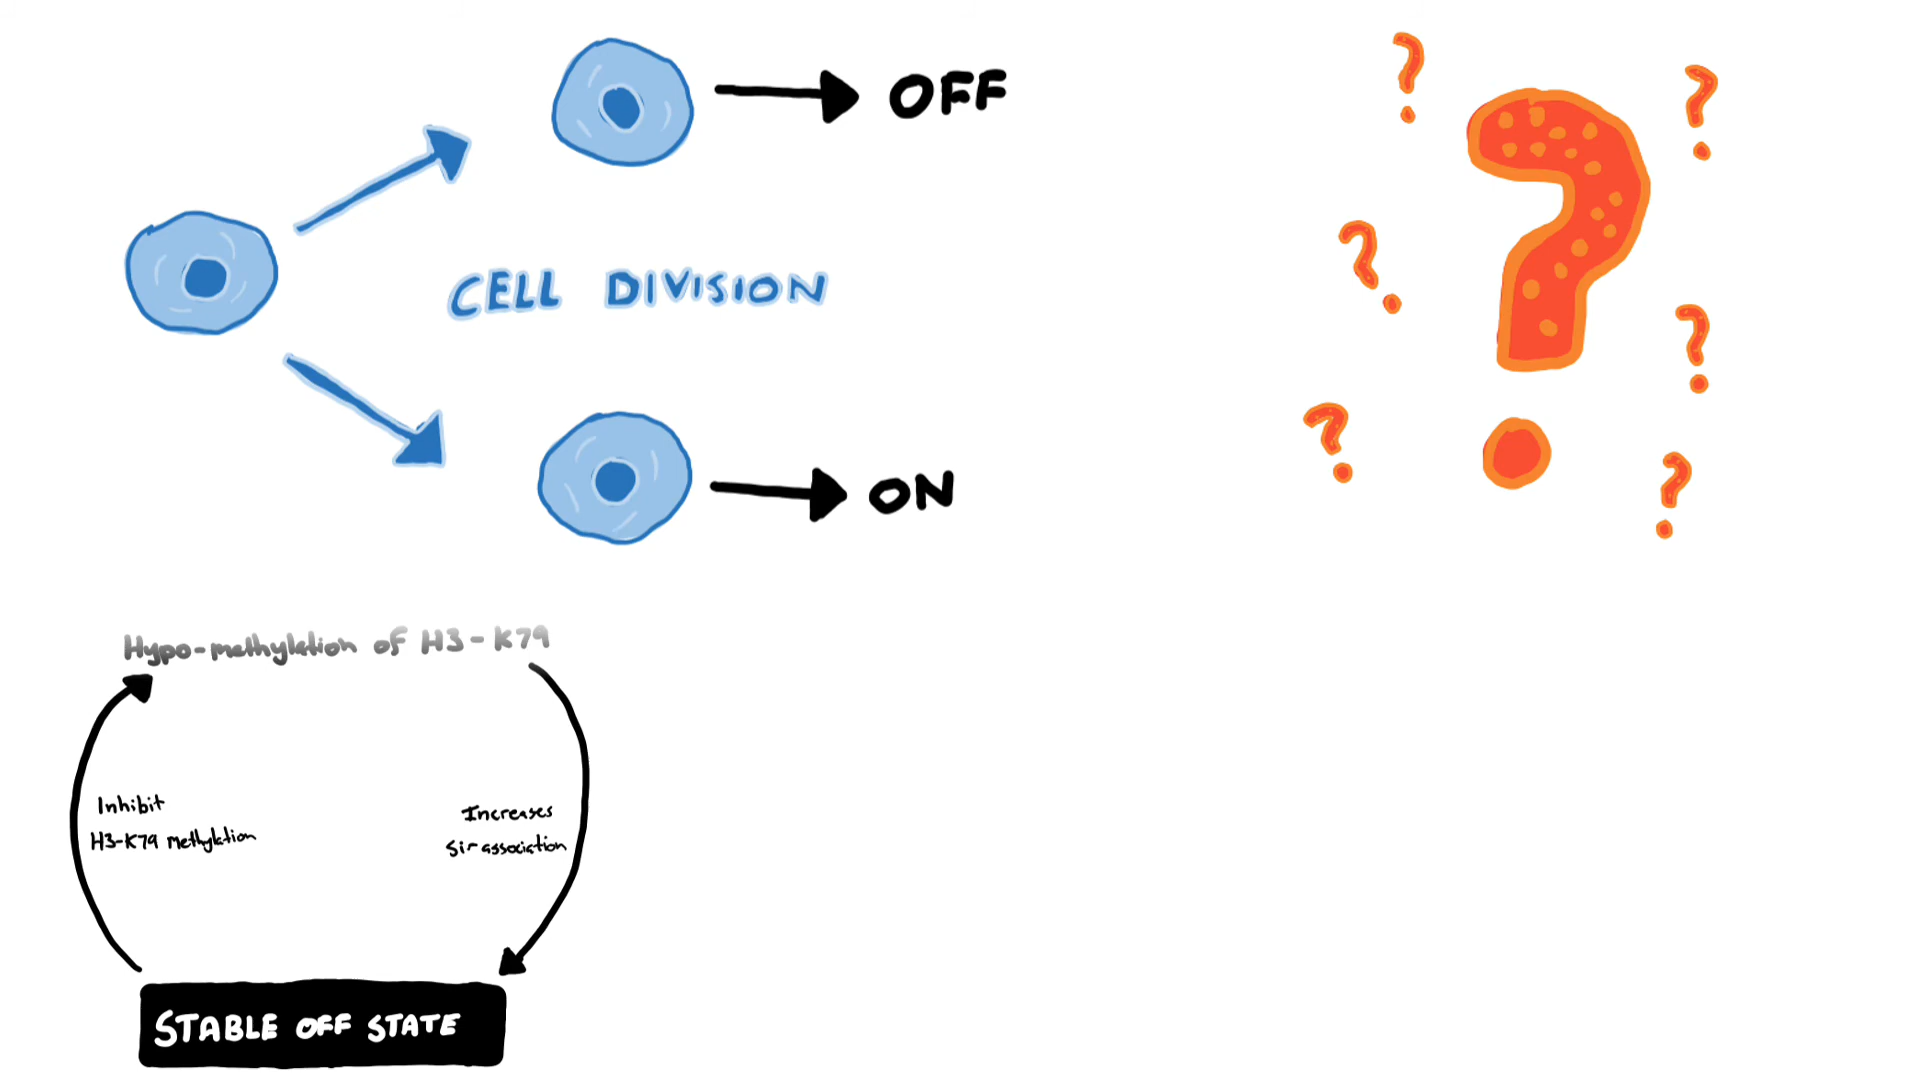 OFF
CELL DIVISION
ON
Hypo-methylation of H3-K79
Inhibit
H3-K79 Methylation
Increases
Sir association
STABLE OFF STATE
? ? ? ? ? ? ?